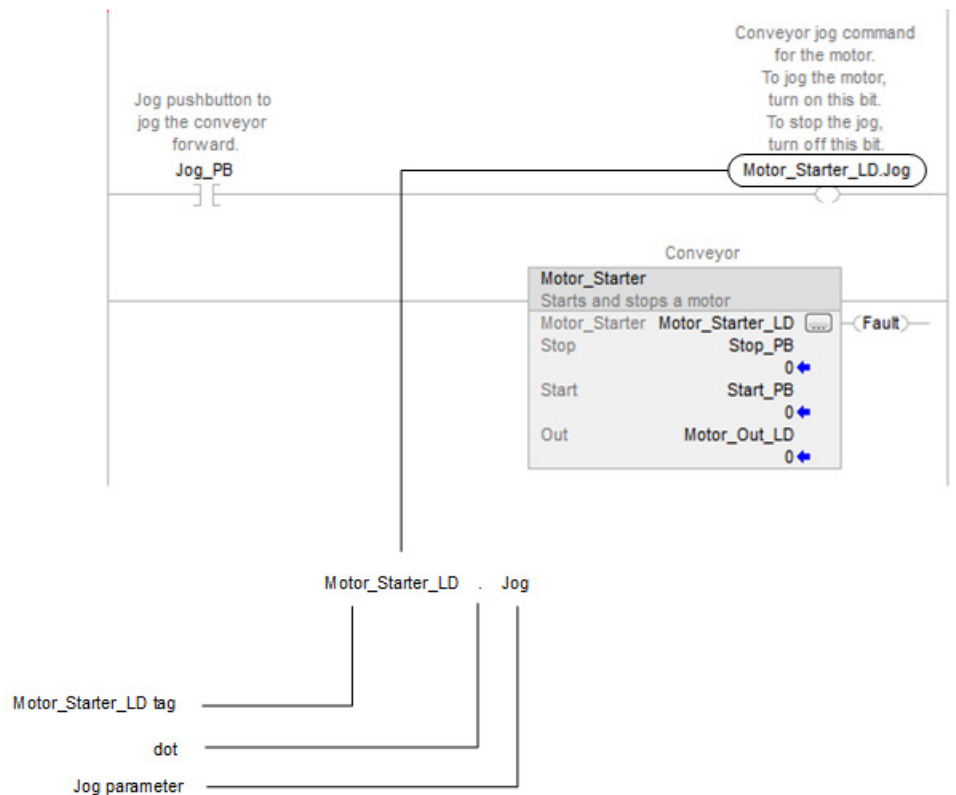 Conveyor jog command
for the motor.
To jog the motor,
turn on this bit.
To stop the jog,
turn off this bit.
Jog pushbutton to
jog the conveyor
forward.
Jog_PB
Motor_Starter_LD.Jog
Conveyor
Motor_Starter
Starts and stops a motor
Motor_Starter Motor_Starter_LD ... Fault
Stop Stop_PB
0
Start Start_PB
0
Out Motor_Out_LD
0
Motor_Starter_LD . Jog
Motor_Starter_LD tag
dot
Jog parameter